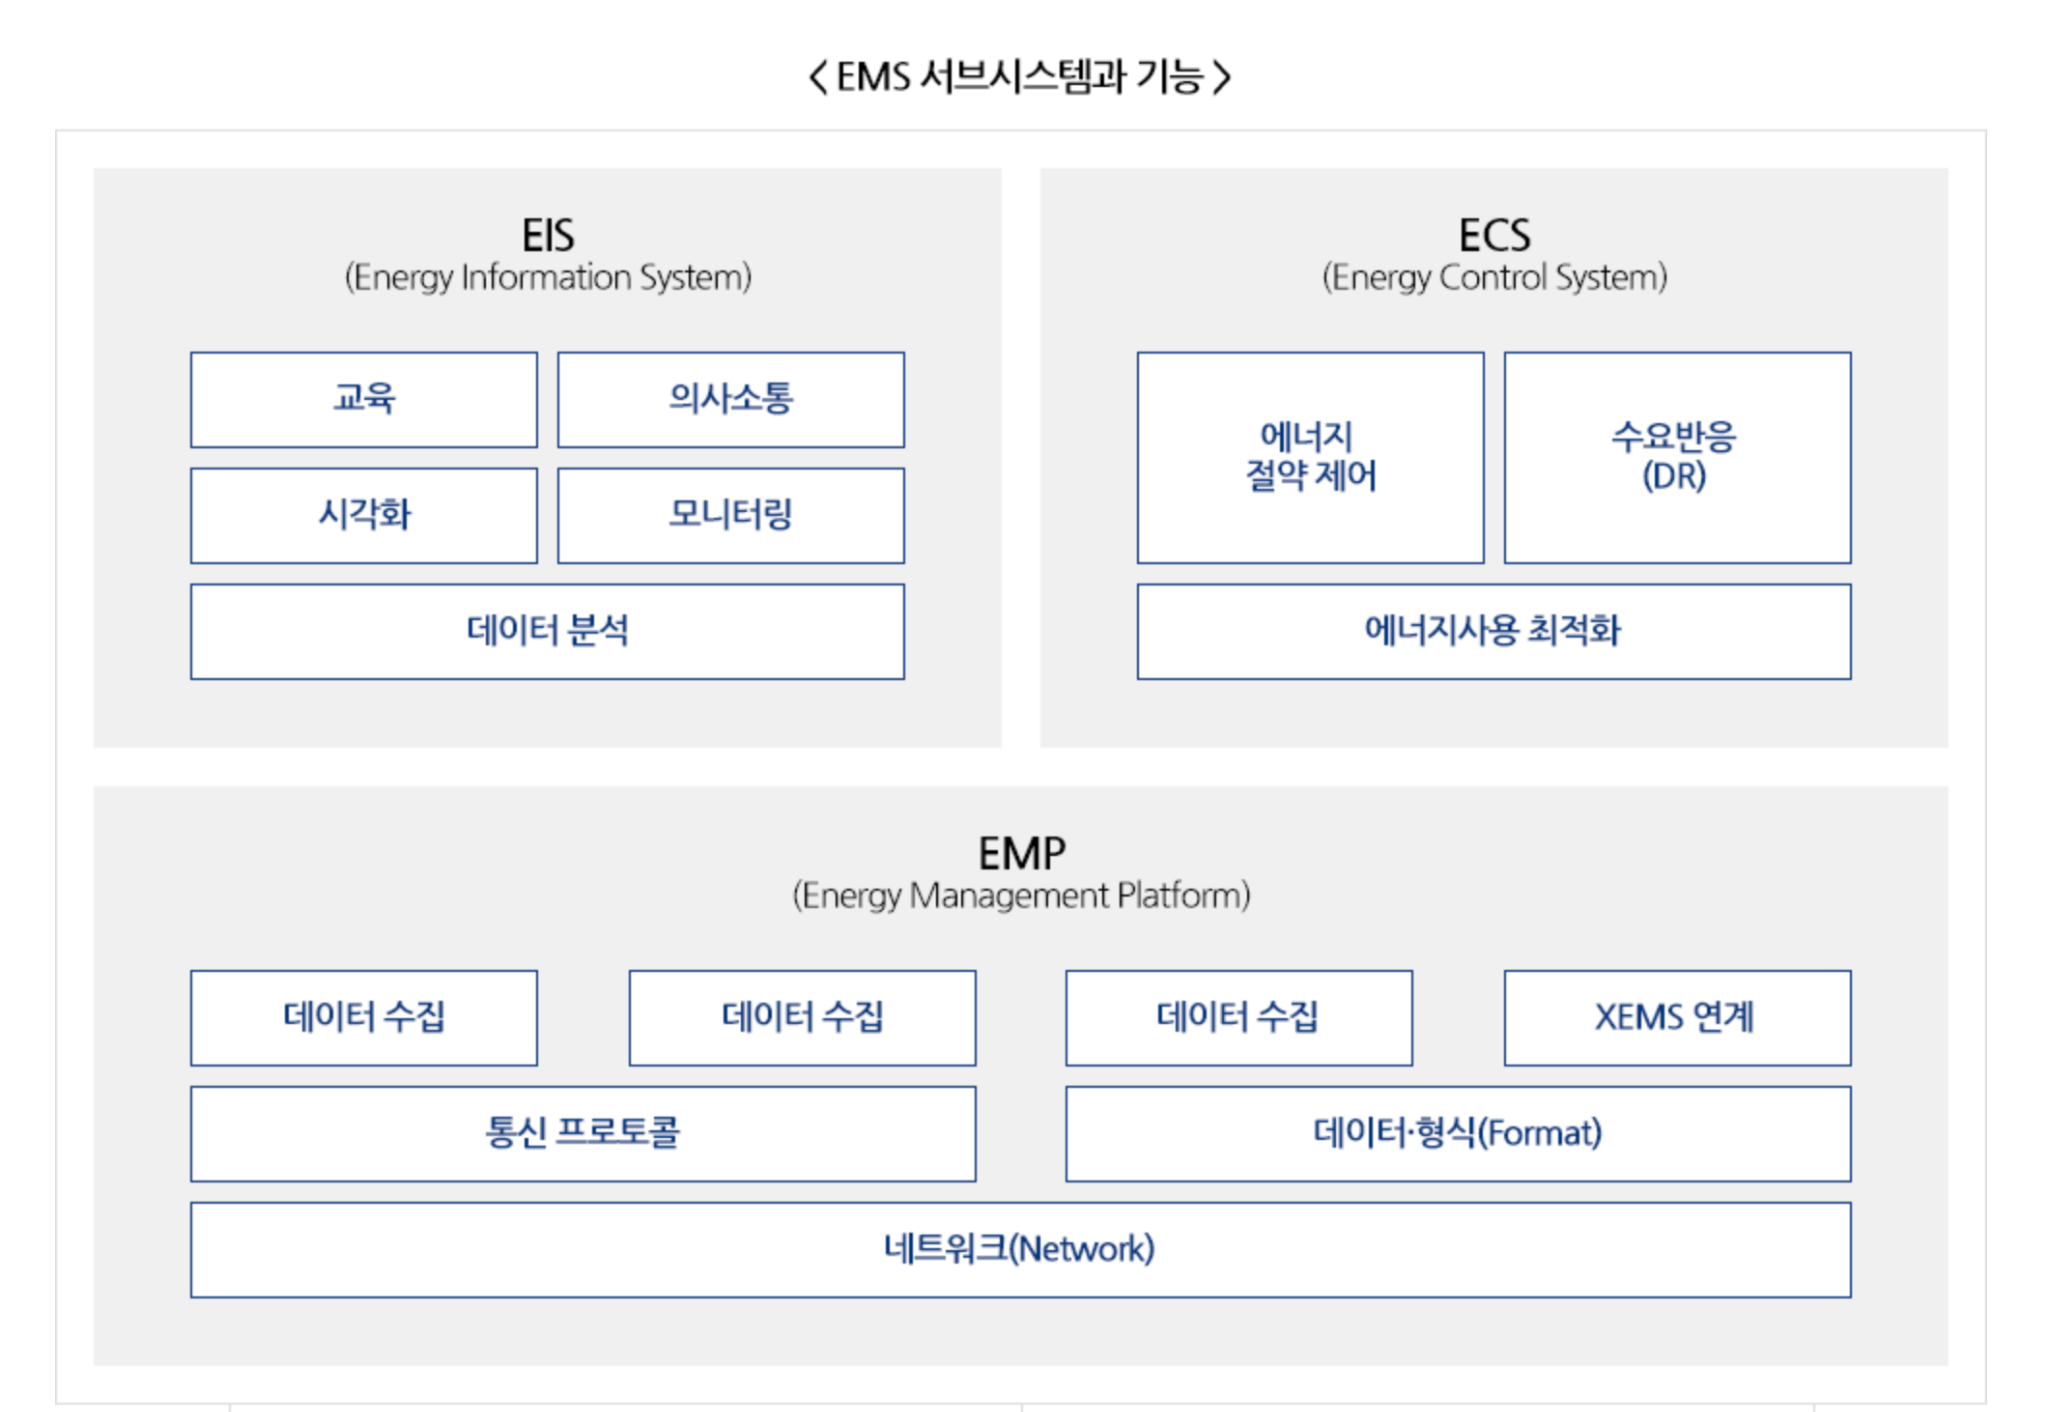 < EMS 서브시스템과 기능 >
EIS
(Energy Information System)
교육
의사소통
시각화
모니터링
데이터 분석
ECS
(Energy Control System)
에너지
절약 제어
수요반응
(DR)
에너지사용 최적화
EMP
(Energy Management Platform)
데이터 수집
데이터 수집
데이터 수집
XEMS 연계
통신 프로토콜
데이터·형식(Format)
네트워크(Network)